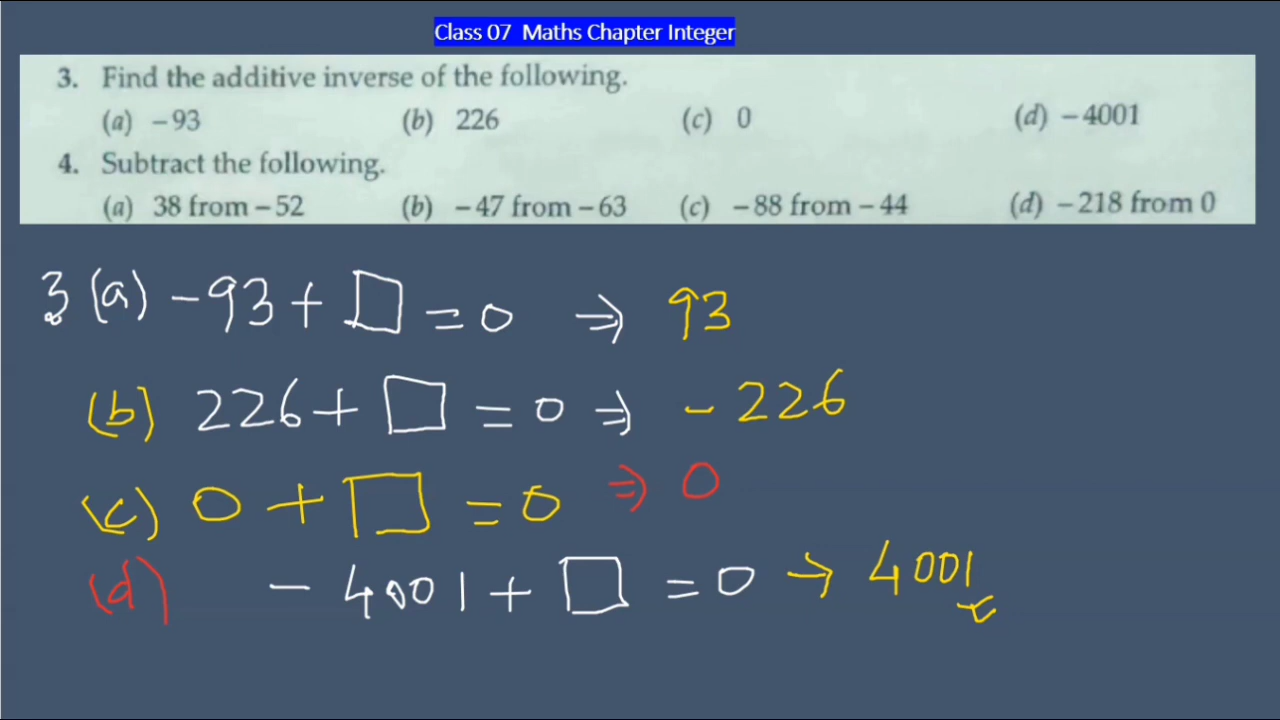 Class 07 Maths Chapter Integer
3. Find the additive inverse of the following.
(a) −93 (b) 226 (c) 0 (d) −4001
4. Subtract the following.
(a) 38 from −52 (b) −47 from −63 (c) −88 from −44 (d) −218 from 0
3 (a) −93 + □ = 0 ⇒ 93
(b) 226 + □ = 0 ⇒ −226
(c) 0 + □ = 0 ⇒ 0
(d) −4001 + □ = 0 → 4001